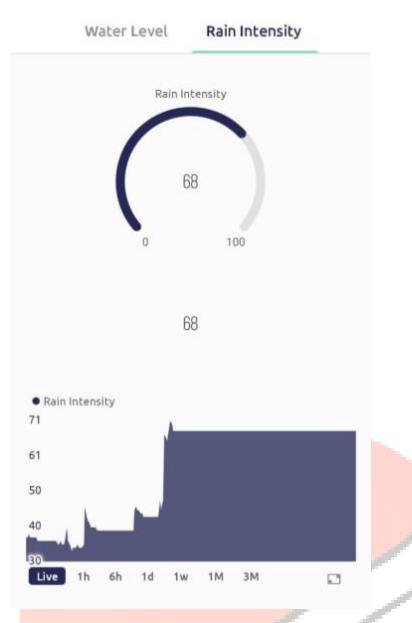 Water Level Rain Intensity
Rain Intensity
68
0 100
68
Rain Intensity
71
61
50
40
30
Live 1h 6h 1d 1w 1M 3M